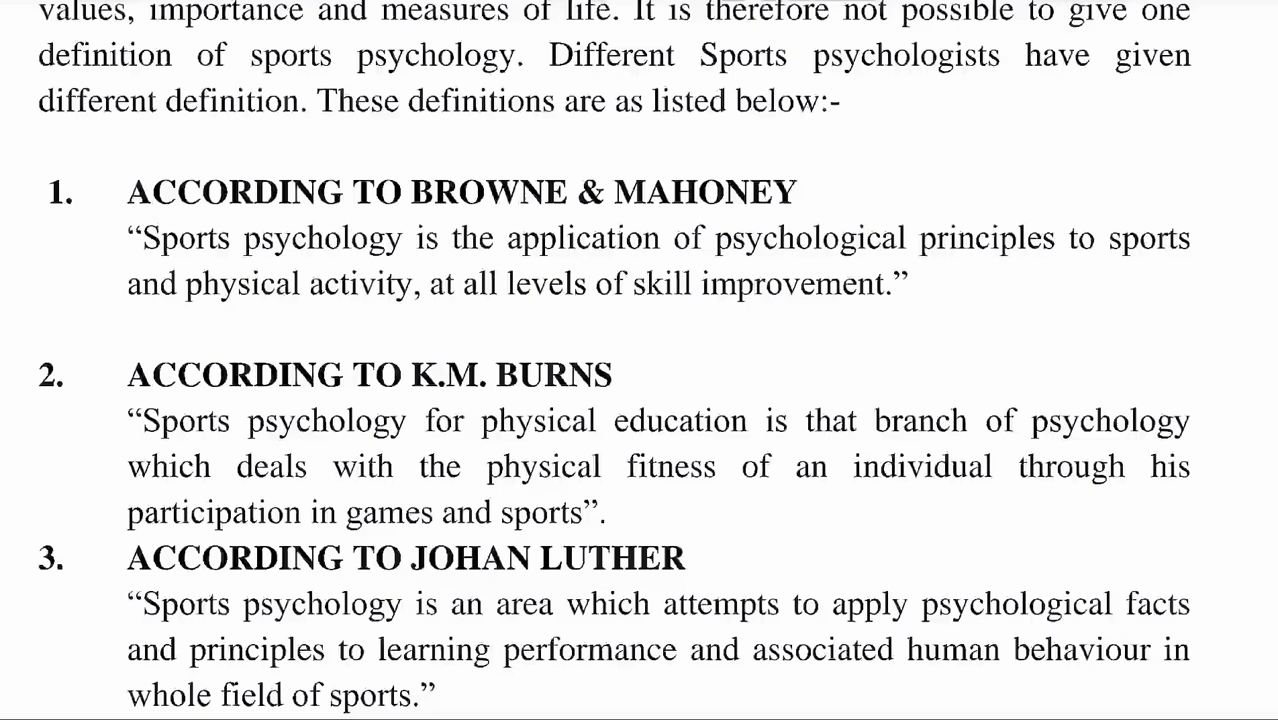 values, importance and measures of life. It is therefore not possible to give one
definition of sports psychology. Different Sports psychologists have given
different definition. These definitions are as listed below:-
1. ACCORDING TO BROWNE & MAHONEY
“Sports psychology is the application of psychological principles to sports
and physical activity, at all levels of skill improvement.”
2. ACCORDING TO K.M. BURNS
“Sports psychology for physical education is that branch of psychology
which deals with the physical fitness of an individual through his
participation in games and sports”.
3. ACCORDING TO JOHAN LUTHER
“Sports psychology is an area which attempts to apply psychological facts
and principles to learning performance and associated human behaviour in
whole field of sports.”